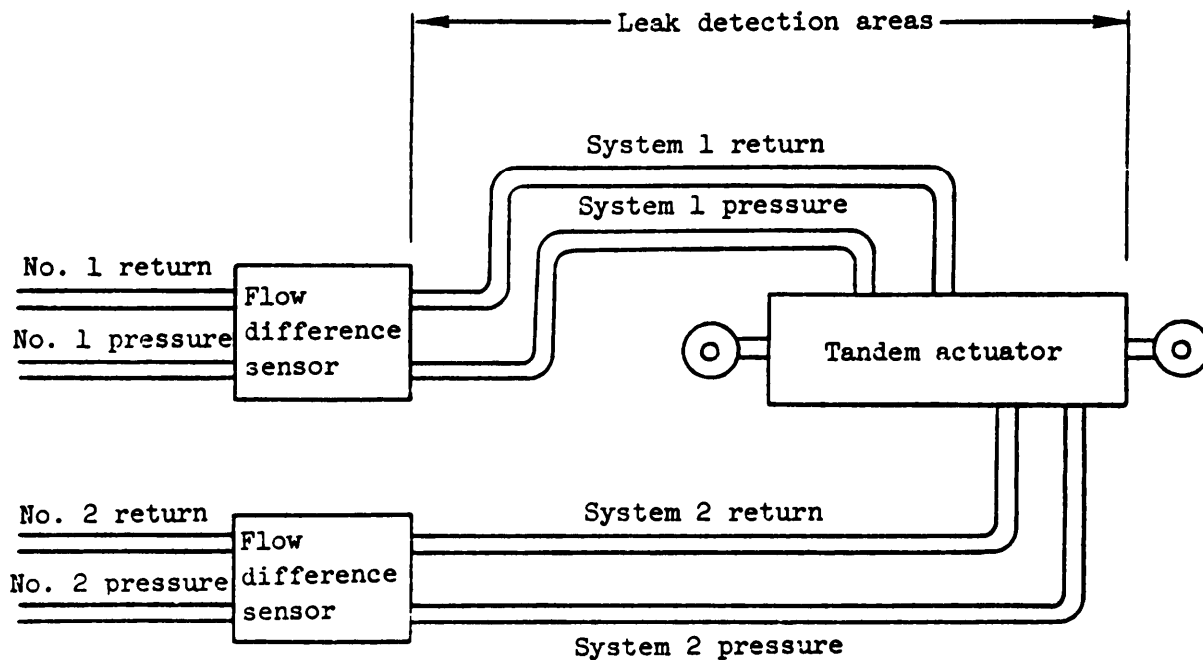 Leak detection areas
System 1 return
System 1 pressure
No. 1 return
No. 1 pressure
Flow
difference
sensor
Tandem actuator
No. 2 return
No. 2 pressure
Flow
difference
sensor
System 2 return
System 2 pressure